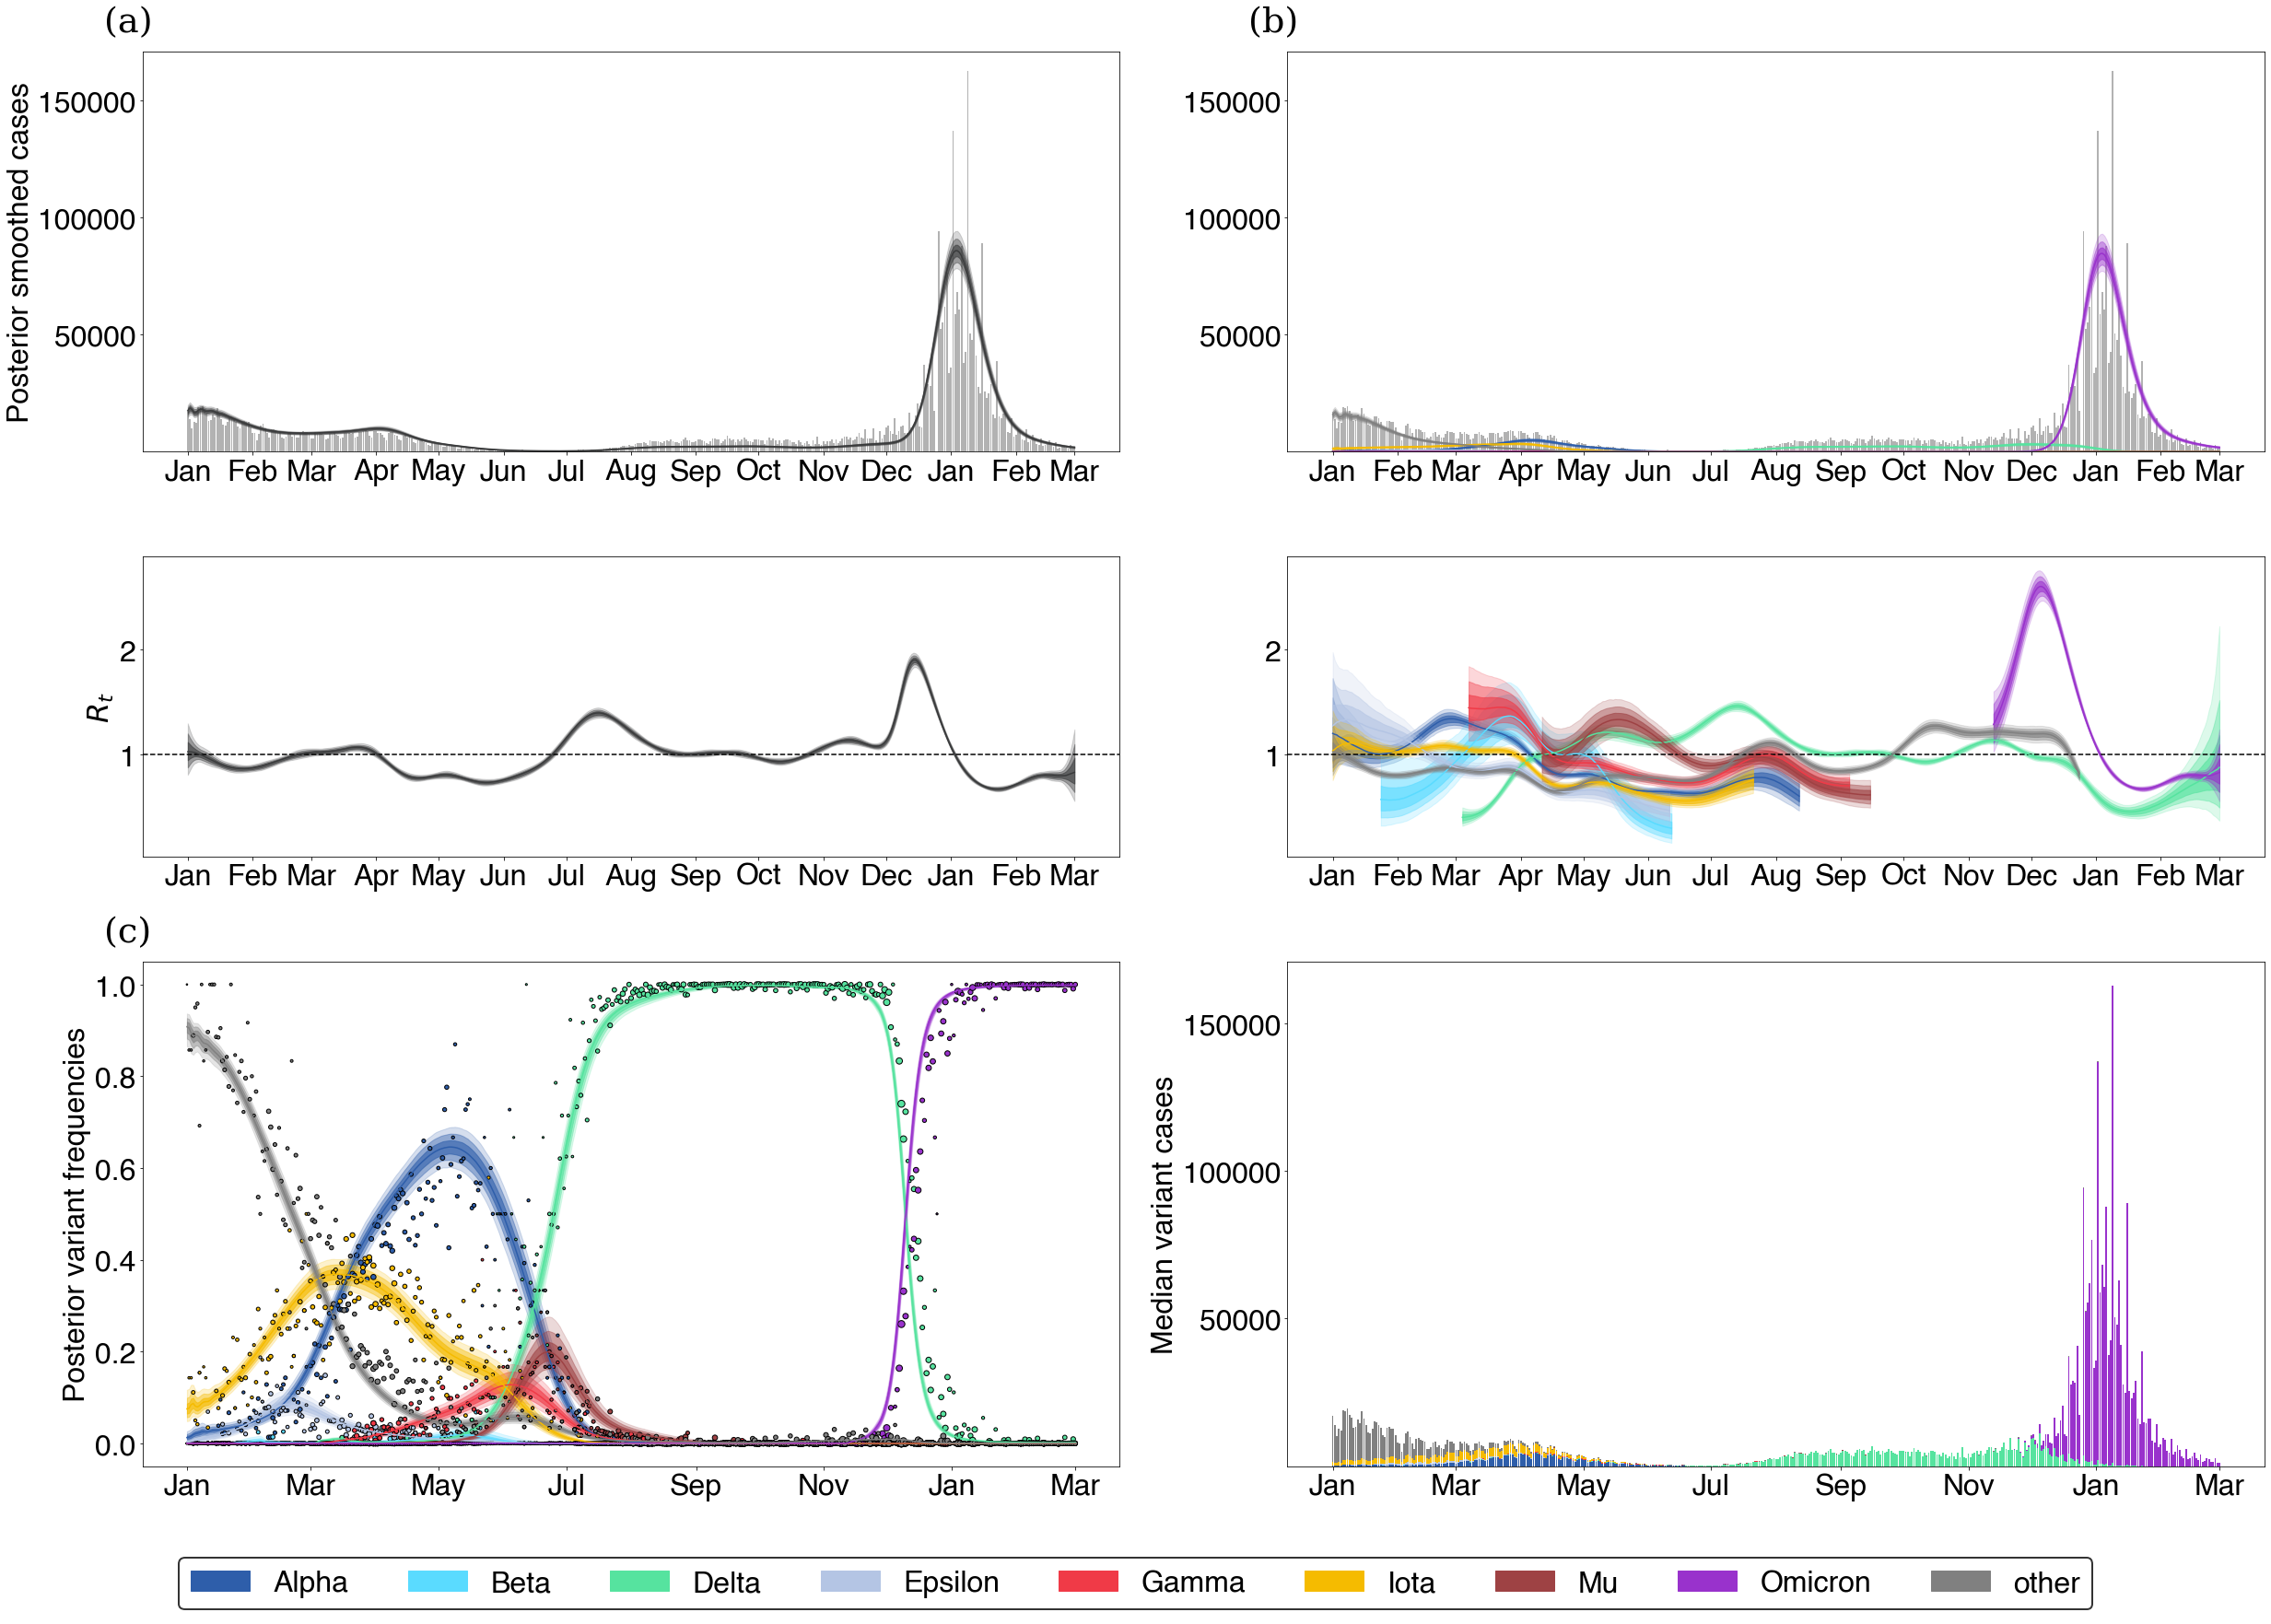 (a)
(b)
Posterior smoothed cases
150000
100000
50000
Jan Feb Mar Apr May Jun Jul Aug Sep Oct Nov Dec Jan Feb Mar
150000
100000
50000
Jan Feb Mar Apr May Jun Jul Aug Sep Oct Nov Dec Jan Feb Mar
Rt
2
1
Jan Feb Mar Apr May Jun Jul Aug Sep Oct Nov Dec Jan Feb Mar
2
1
Jan Feb Mar Apr May Jun Jul Aug Sep Oct Nov Dec Jan Feb Mar
(c)
Posterior variant frequencies
1.0
0.8
0.6
0.4
0.2
0.0
Jan Mar May Jul Sep Nov Jan Mar
Median variant cases
150000
100000
50000
Jan Mar May Jul Sep Nov Jan Mar
Alpha Beta Delta Epsilon Gamma Iota Mu Omicron other